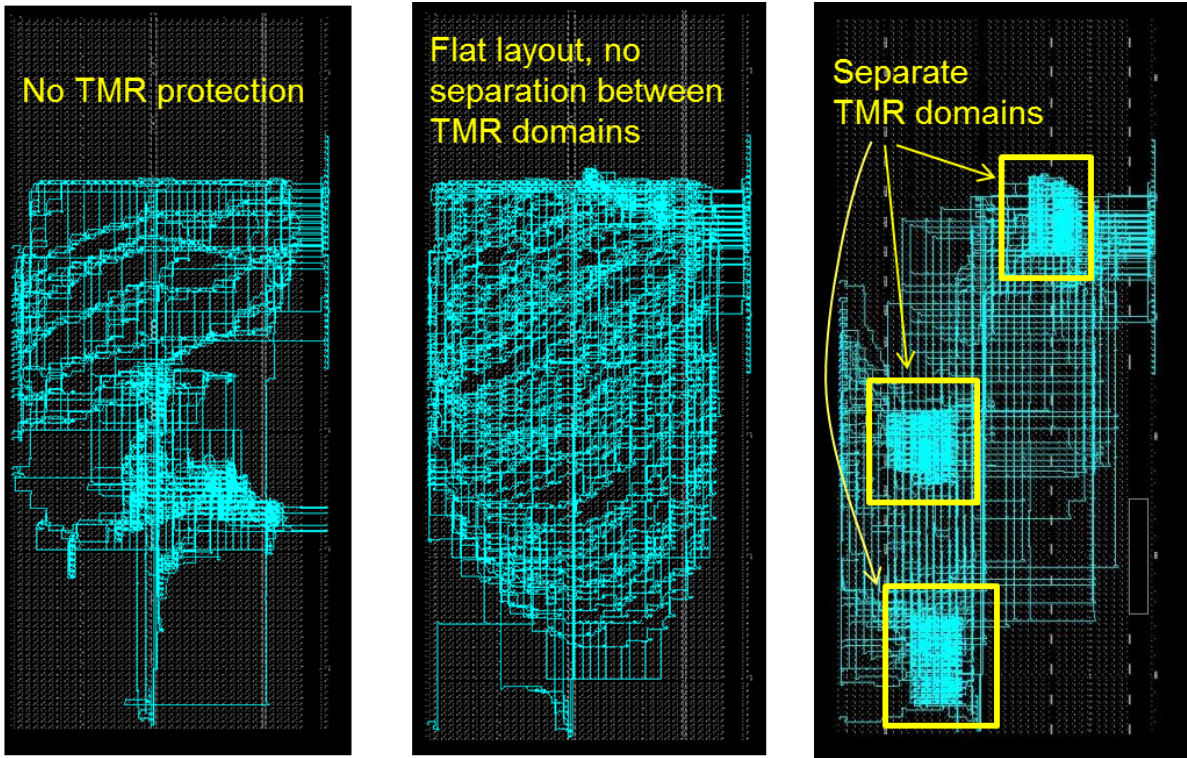 No TMR protection
Flat layout, no
separation between
TMR domains
Separate
TMR domains